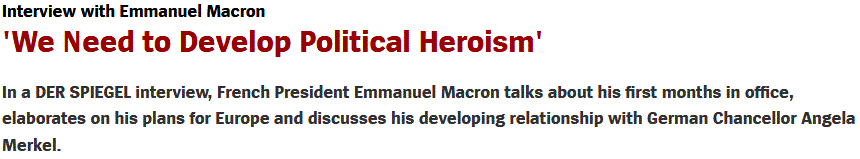 Interview with Emmanuel Macron
'We Need to Develop Political Heroism'
In a DER SPIEGEL interview, French President Emmanuel Macron talks about his first months in office,
elaborates on his plans for Europe and discusses his developing relationship with German Chancellor Angela
Merkel.